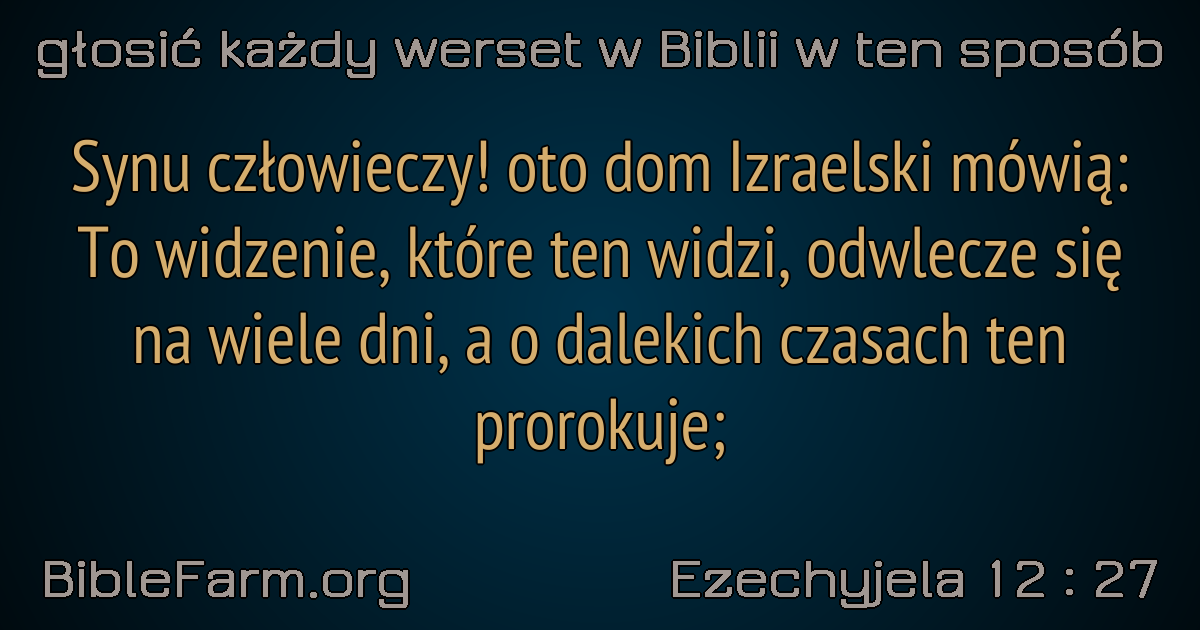 głosić każdy werset w Biblii w ten sposób
Synu człowieczy! oto dom Izraelski mówią:
To widzenie, które ten widzi, odwlecze się
na wiele dni, a o dalekich czasach ten
prorokuje;
BibleFarm.org
Ezechyjela 12 : 27